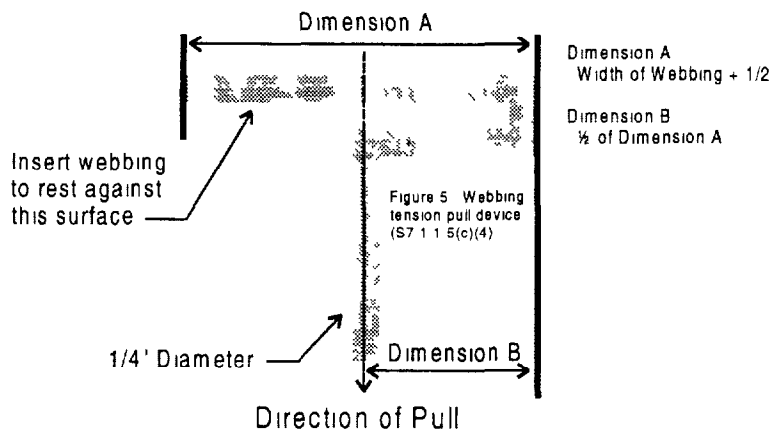 Dimension A
Dimension A
Width of Webbing + 1/2
Dimension B
½ of Dimension A
Insert webbing
to rest against
this surface
Figure 5 Webbing
tension pull device
(S7 1 1 5(c)(4)
1/4' Diameter
Dimension B
Direction of Pull